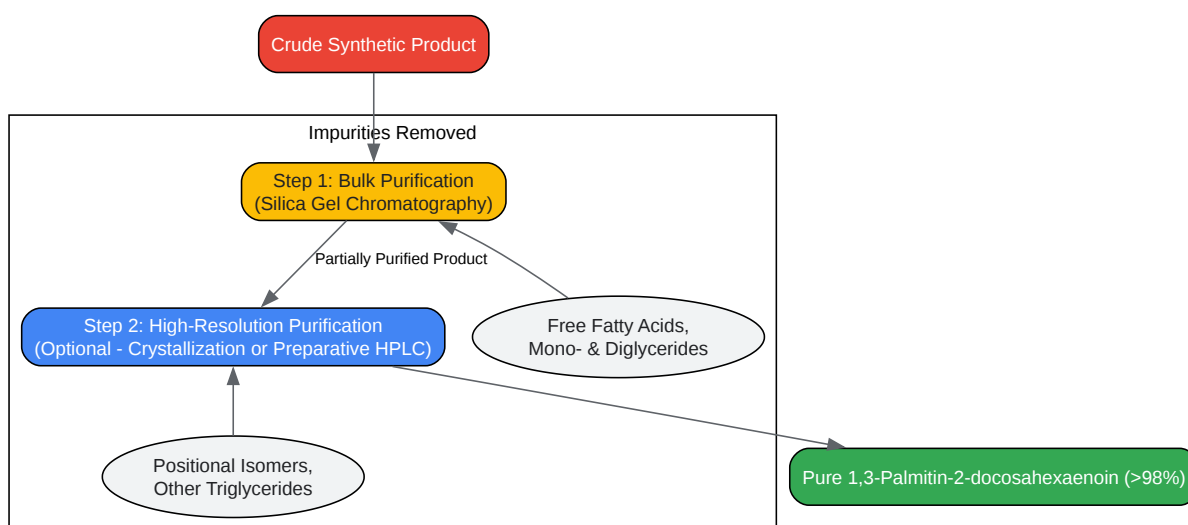 Crude Synthetic Product
Impurities Removed
Step 1: Bulk Purification
(Silica Gel Chromatography)
Partially Purified Product
Step 2: High-Resolution Purification
(Optional - Crystallization or Preparative HPLC)
Free Fatty Acids,
Mono- & Diglycerides
Positional Isomers,
Other Triglycerides
Pure 1,3-Palmitin-2-docosahexaenoin (>98%)